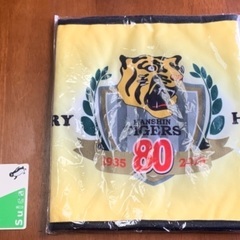 HANSHIN
TIGERS
1935 80
RY
H
Suica